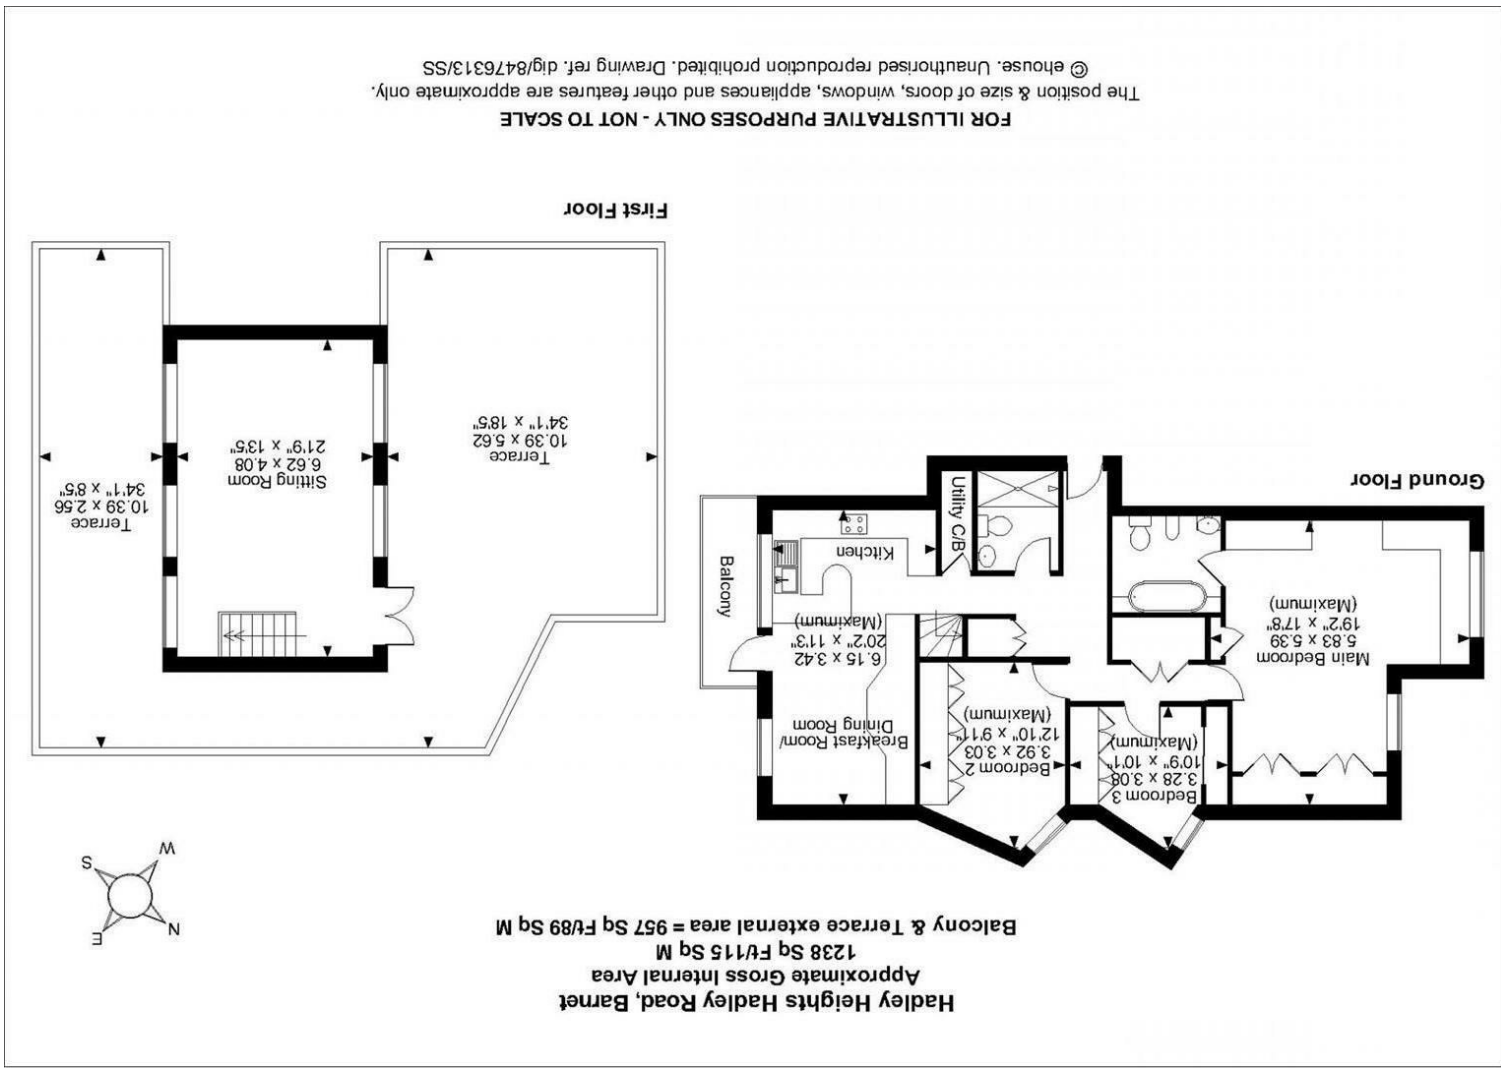 Hadley Heights Hadley Road, Barnet
Approximate Gross Internal Area
1238 Sq Ft/115 Sq M
Balcony & Terrace external area = 957 Sq Ft/89 Sq M
N
E
S
W
Main Bedroom
5.83 x 5.39
19'2" x 17'8"
(Maximum)
Bedroom 3
3.28 x 3.08
10'9" x 10'1"
(Maximum)
Bedroom 2
3.92 x 3.03
12'10" x 9'11"
(Maximum)
Breakfast Room/
Dining Room
6.15 x 3.42
20'2" x 11'3"
(Maximum)
Kitchen
Utility C/B
Balcony
Ground Floor
Terrace
10.39 x 5.62
34'1" x 18'5"
Sitting Room
6.62 x 4.08
21'9" x 13'5"
Terrace
10.39 x 2.56
34'1" x 8'5"
First Floor
FOR ILLUSTRATIVE PURPOSES ONLY - NOT TO SCALE
The position & size of doors, windows, appliances and other features are approximate only.
© ehouse. Unauthorised reproduction prohibited. Drawing ref. dig/8476313/SS